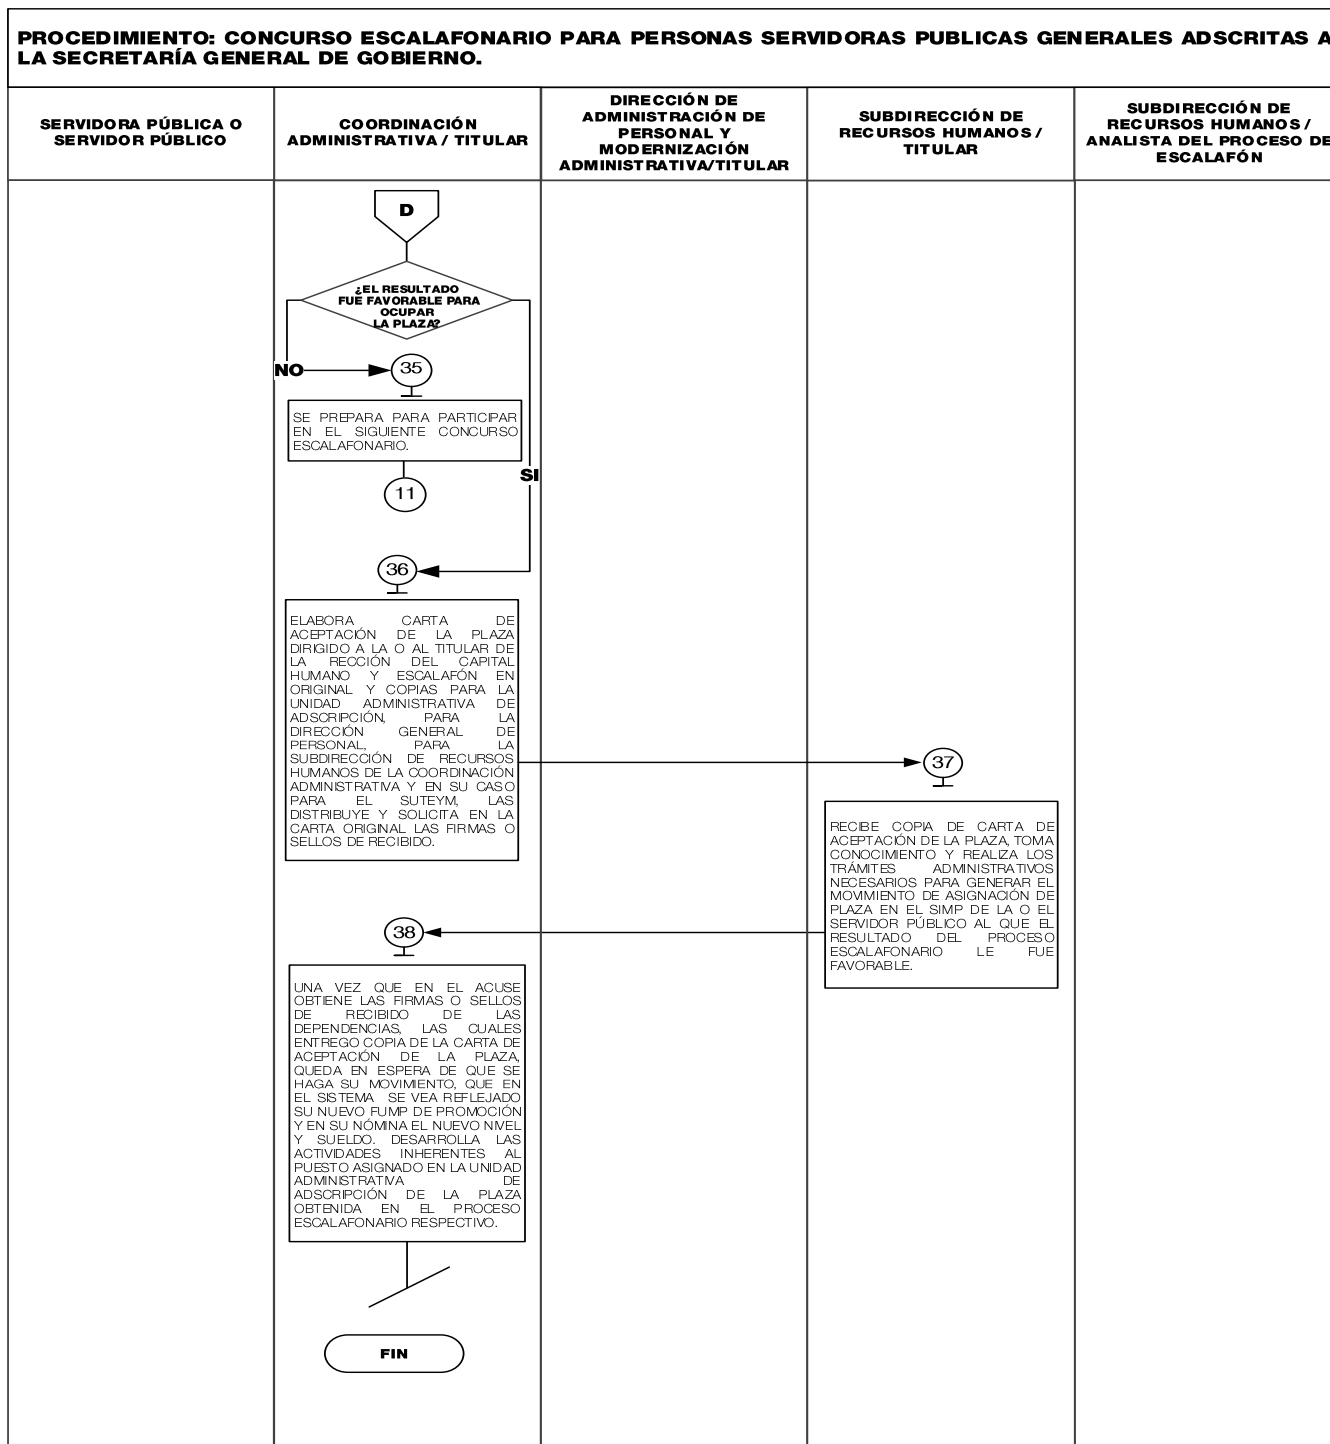 PROCEDIMIENTO: CONCURSO ESCALAFONARIO PARA PERSONAS SERVIDORAS PUBLICAS GENERALES ADSCRITAS A
LA SECRETARÍA GENERAL DE GOBIERNO.
SERVIDORA PÚBLICA O
SERVIDOR PÚBLICO
COORDINACIÓN
ADMINISTRATIVA / TITULAR
DIRECCIÓN DE
ADMINISTRACIÓN DE
PERSONAL Y
MODERNIZACIÓN
ADMINISTRATIVA/TITULAR
SUBDIRECCIÓN DE
RECURSOS HUMANOS /
TITULAR
SUBDIRECCIÓN DE
RECURSOS HUMANOS /
ANALISTA DEL PROCESO DE
ESCALAFÓN
D
¿EL RESULTADO
FUE FAVORABLE PARA
OCUPAR
LA PLAZA?
NO
35
SE PREPARA PARA PARTICIPAR
EN EL SIGUIENTE CONCURSO
ESCALAFONARIO.
SI
11
36
ELABORA CARTA DE
ACEPTACIÓN DE LA PLAZA
DIRIGIDO A LA O AL TITULAR DE
LA RECCIÓN DEL CAPITAL
HUMANO Y ESCALAFÓN EN
ORIGINAL Y COPIAS PARA LA
UNIDAD ADMINISTRATIVA DE
ADSCRIPCIÓN, PARA LA
DIRECCIÓN GENERAL DE
PERSONAL, PARA LA
SUBDIRECCIÓN DE RECURSOS
HUMANOS DE LA COORDINACIÓN
ADMINISTRATIVA Y EN SU CASO
PARA EL SUTEYM, LAS
DISTRIBUYE Y SOLICITA EN LA
CARTA ORIGINAL LAS FIRMAS O
SELLOS DE RECIBIDO.
37
RECIBE COPIA DE CARTA DE
ACEPTACIÓN DE LA PLAZA, TOMA
CONOCIMIENTO Y REALIZA LOS
TRÁMITES ADMINISTRATIVOS
NECESARIOS PARA GENERAR EL
MOVIMIENTO DE ASIGNACIÓN DE
PLAZA EN EL SIMP DE LA O EL
SERVIDOR PÚBLICO AL QUE EL
RESULTADO DEL PROCESO
ESCALAFONARIO LE FUE
FAVORABLE.
38
UNA VEZ QUE EN EL ACUSE
OBTIENE LAS FIRMAS O SELLOS
DE RECIBIDO DE LAS
DEPENDENCIAS, LAS CUALES
ENTREGO COPIA DE LA CARTA DE
ACEPTACIÓN DE LA PLAZA,
QUEDA EN ESPERA DE QUE SE
HAGA SU MOVIMIENTO, QUE EN
EL SISTEMA SE VEA REFLEJADO
SU NUEVO FUMP DE PROMOCIÓN
Y EN SU NÓMINA EL NUEVO NIVEL
Y SUELDO. DESARROLLA LAS
ACTIVIDADES INHERENTES AL
PUESTO ASIGNADO EN LA UNIDAD
ADMINISTRATIVA DE
ADSCRIPCIÓN DE LA PLAZA
OBTENIDA EN EL PROCESO
ESCALAFONARIO RESPECTIVO.
FIN